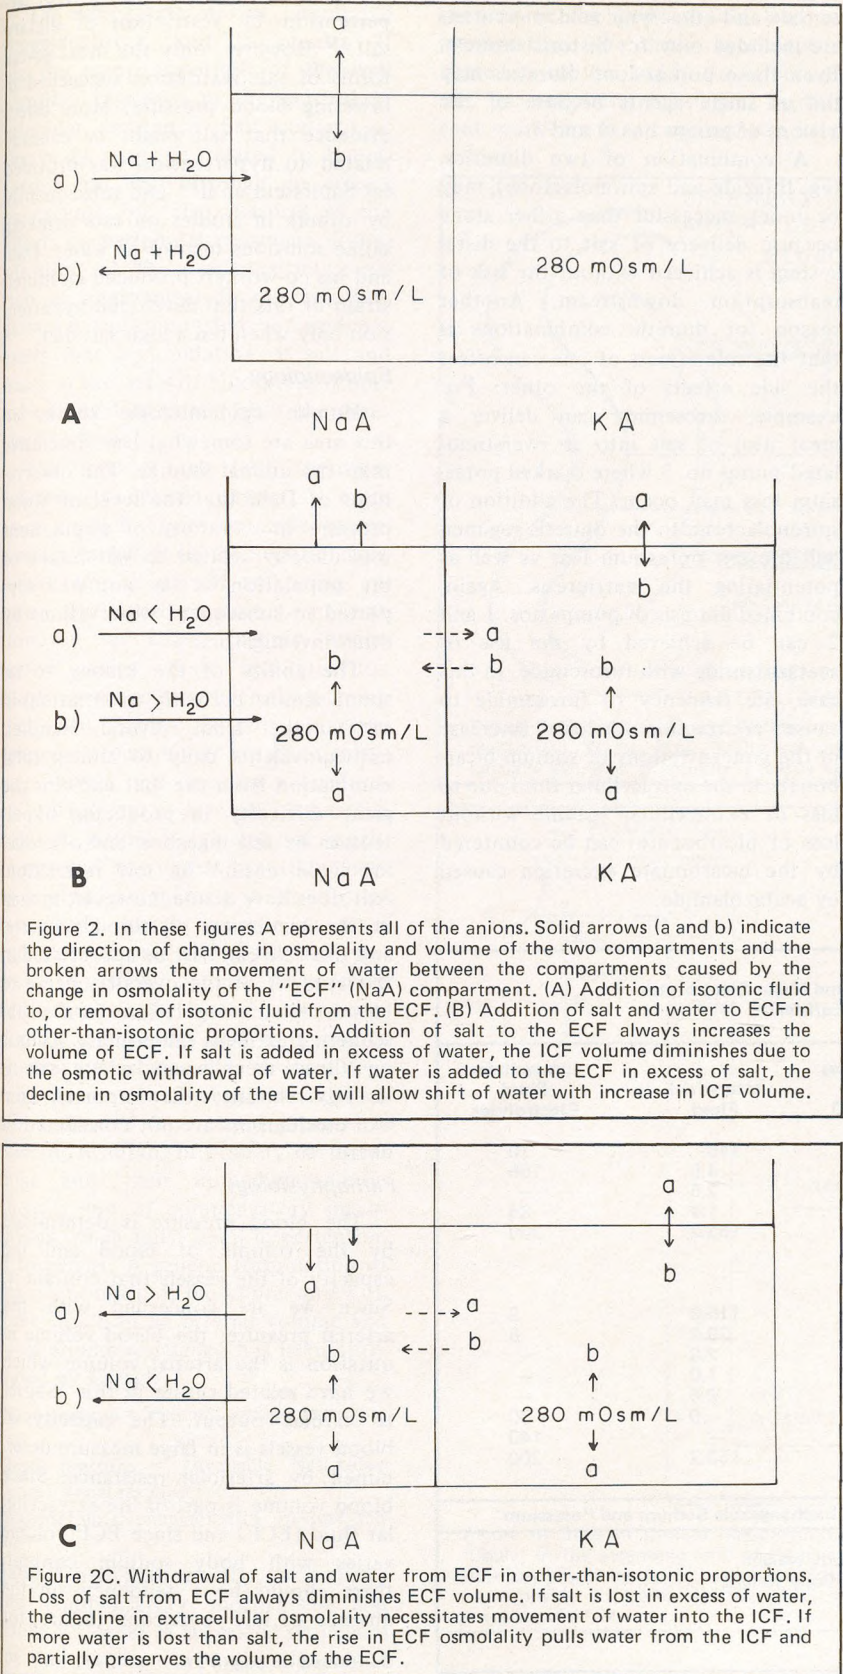 a
b
a) Na + H2O
b) Na + H2O
280 mOsm/L
280 mOsm/L
A
NaA
KA
a
b
a
b
a) Na < H2O
b) Na > H2O
a
b
b
280 mOsm/L
a
b
280 mOsm/L
a
B
NaA
KA
Figure 2. In these figures A represents all of the anions. Solid arrows (a and b) indicate
the direction of changes in osmolality and volume of the two compartments and the
broken arrows the movement of water between the compartments caused by the
change in osmolality of the "ECF" (NaA) compartment. (A) Addition of isotonic fluid
to, or removal of isotonic fluid from the ECF. (B) Addition of salt and water to ECF in
other-than-isotonic proportions. Addition of salt to the ECF always increases the
volume of ECF. If salt is added in excess of water, the ICF volume diminishes due to
the osmotic withdrawal of water. If water is added to the ECF in excess of salt, the
decline in osmolality of the ECF will allow shift of water with increase in ICF volume.
a
b
a
b
a) Na > H2O
b) Na < H2O
a
b
b
280 mOsm/L
a
b
280 mOsm/L
a
C
NaA
KA
Figure 2C. Withdrawal of salt and water from ECF in other-than-isotonic proportions.
Loss of salt from ECF always diminishes ECF volume. If salt is lost in excess of water,
the decline in extracellular osmolality necessitates movement of water into the ICF. If
more water is lost than salt, the rise in ECF osmolality pulls water from the ICF and
partially preserves the volume of the ECF.